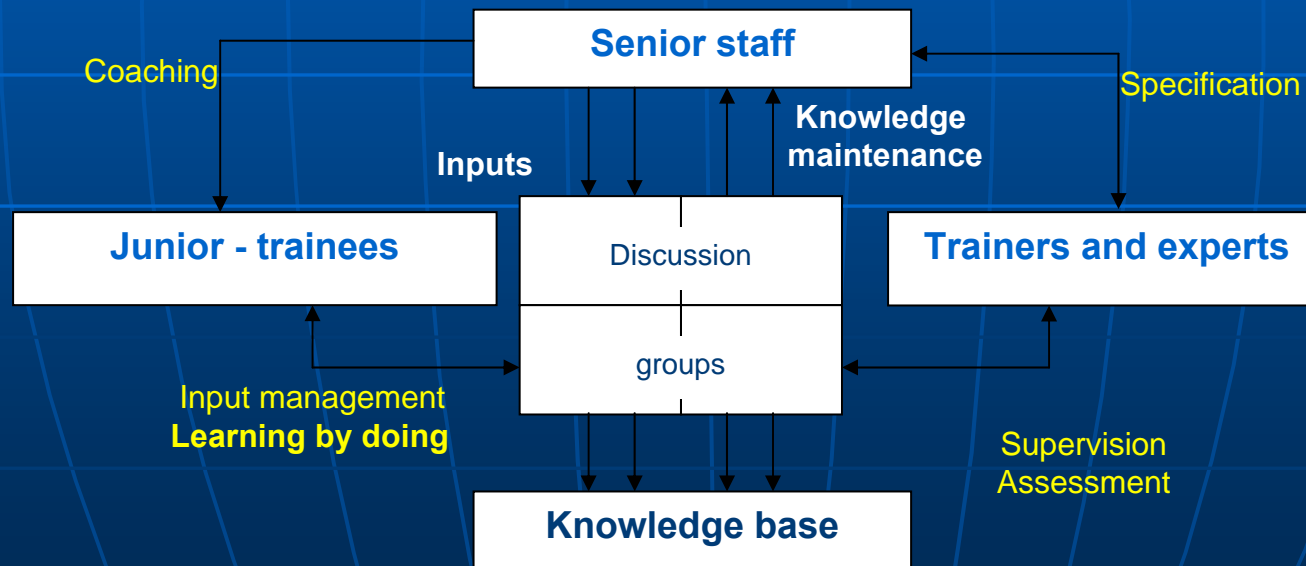 Senior staff
Coaching
Specification
Knowledge
maintenance
Inputs
Junior - trainees
Discussion
Trainers and experts
groups
Input management
Learning by doing
Supervision
Assessment
Knowledge base